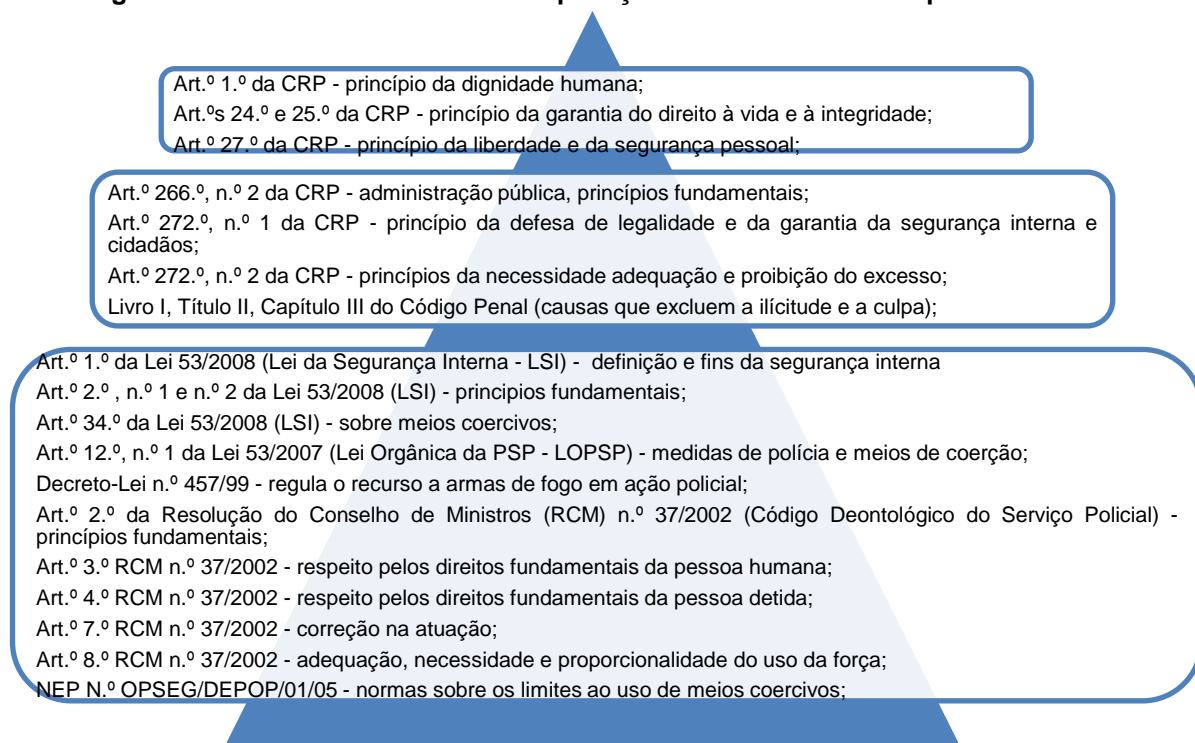 Art.º 1.º da CRP - princípio da dignidade humana;
Art.ºs 24.º e 25.º da CRP - princípio da garantia do direito à vida e à integridade;
Art.º 27.º da CRP - princípio da liberdade e da segurança pessoal;
Art.º 266.º, n.º 2 da CRP - administração pública, princípios fundamentais;
Art.º 272.º, n.º 1 da CRP - princípio da defesa de legalidade e da garantia da segurança interna e
cidadãos;
Art.º 272.º, n.º 2 da CRP - princípios da necessidade adequação e proibição do excesso;
Livro I, Título II, Capítulo III do Código Penal (causas que excluem a ilícitude e a culpa);
Art.º 1.º da Lei 53/2008 (Lei da Segurança Interna - LSI) - definição e fins da segurança interna
Art.º 2.º , n.º 1 e n.º 2 da Lei 53/2008 (LSI) - principios fundamentais;
Art.º 34.º da Lei 53/2008 (LSI) - sobre meios coercivos;
Art.º 12.º, n.º 1 da Lei 53/2007 (Lei Orgânica da PSP - LOPSP) - medidas de polícia e meios de coerção;
Decreto-Lei n.º 457/99 - regula o recurso a armas de fogo em ação policial;
Art.º 2.º da Resolução do Conselho de Ministros (RCM) n.º 37/2002 (Código Deontológico do Serviço Policial) -
princípios fundamentais;
Art.º 3.º RCM n.º 37/2002 - respeito pelos direitos fundamentais da pessoa humana;
Art.º 4.º RCM n.º 37/2002 - respeito pelos direitos fundamentais da pessoa detida;
Art.º 7.º RCM n.º 37/2002 - correção na atuação;
Art.º 8.º RCM n.º 37/2002 - adequação, necessidade e proporcionalidade do uso da força;
NEP N.º OPSEG/DEPOP/01/05 - normas sobre os limites ao uso de meios coercivos;